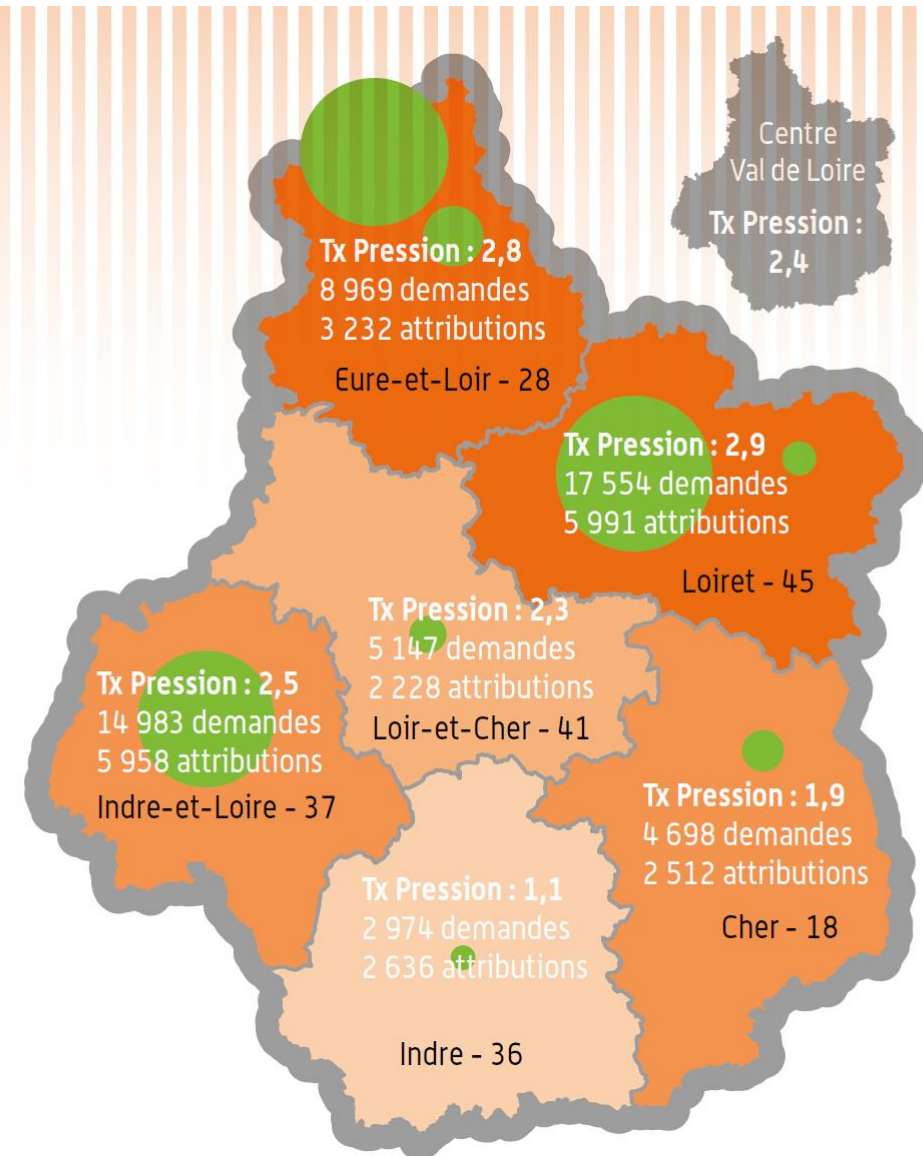 Centre
Val de Loire
Tx Pression :
2,4
Tx Pression : 2,8
8 969 demandes
3 232 attributions
Eure-et-Loir - 28
Tx Pression : 2,9
17 554 demandes
5 991 attributions
Loiret - 45
Tx Pression : 2,3
5 147 demandes
2 228 attributions
Loir-et-Cher - 41
Tx Pression : 2,5
14 983 demandes
5 958 attributions
Indre-et-Loire - 37
Tx Pression : 1,9
4 698 demandes
2 512 attributions
Cher - 18
Tx Pression : 1,1
2 974 demandes
2 636 attributions
Indre - 36